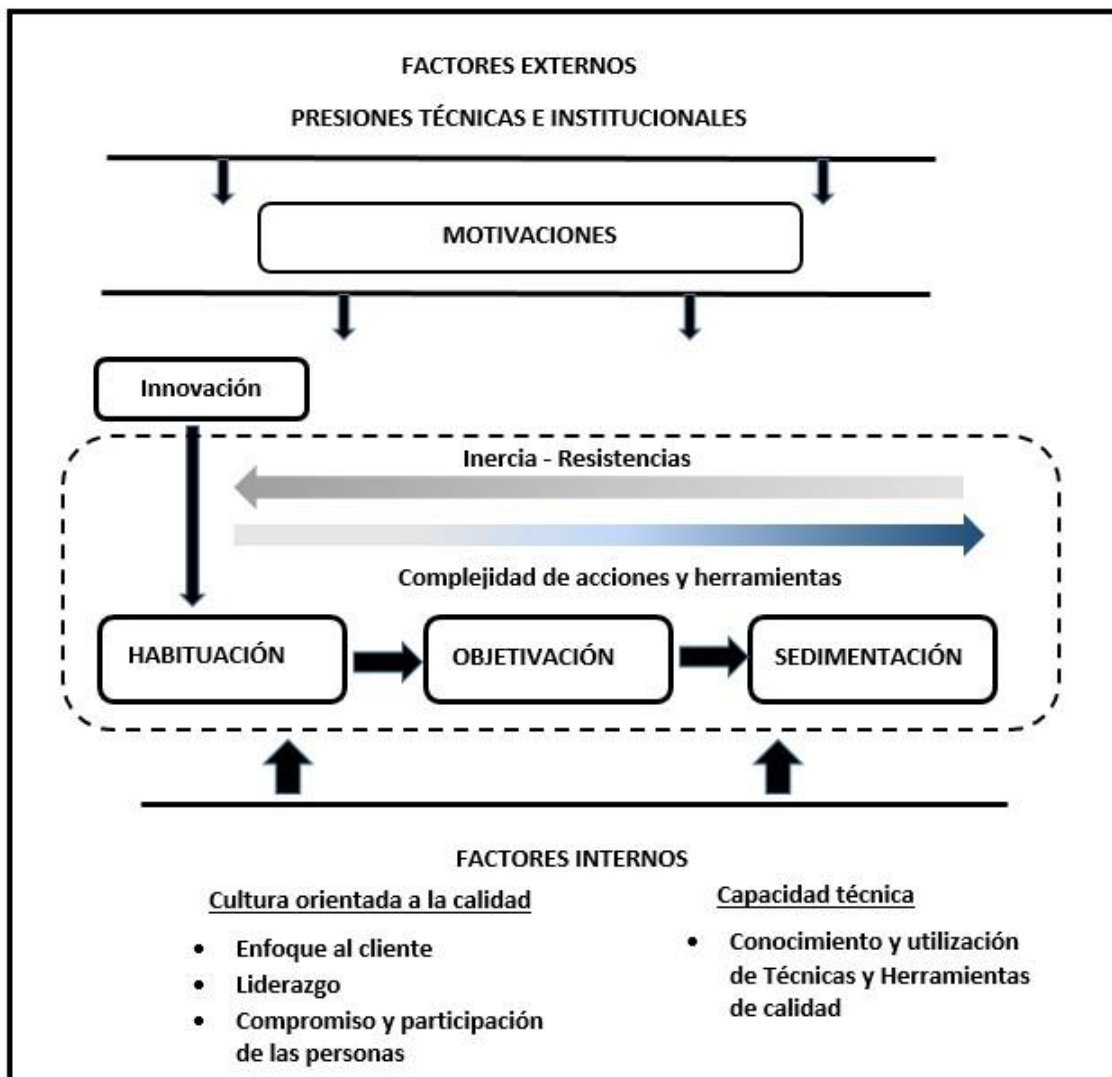 FACTORES EXTERNOS
PRESIONES TÉCNICAS E INSTITUCIONALES
MOTIVACIONES
Innovación
Inercia - Resistencias
Complejidad de acciones y herramientas
HABITUACIÓN
OBJETIVACIÓN
SEDIMENTACIÓN
FACTORES INTERNOS
Cultura orientada a la calidad
• Enfoque al cliente
• Liderazgo
• Compromiso y participación
de las personas
Capacidad técnica
• Conocimiento y utilización
de Técnicas y Herramientas
de calidad